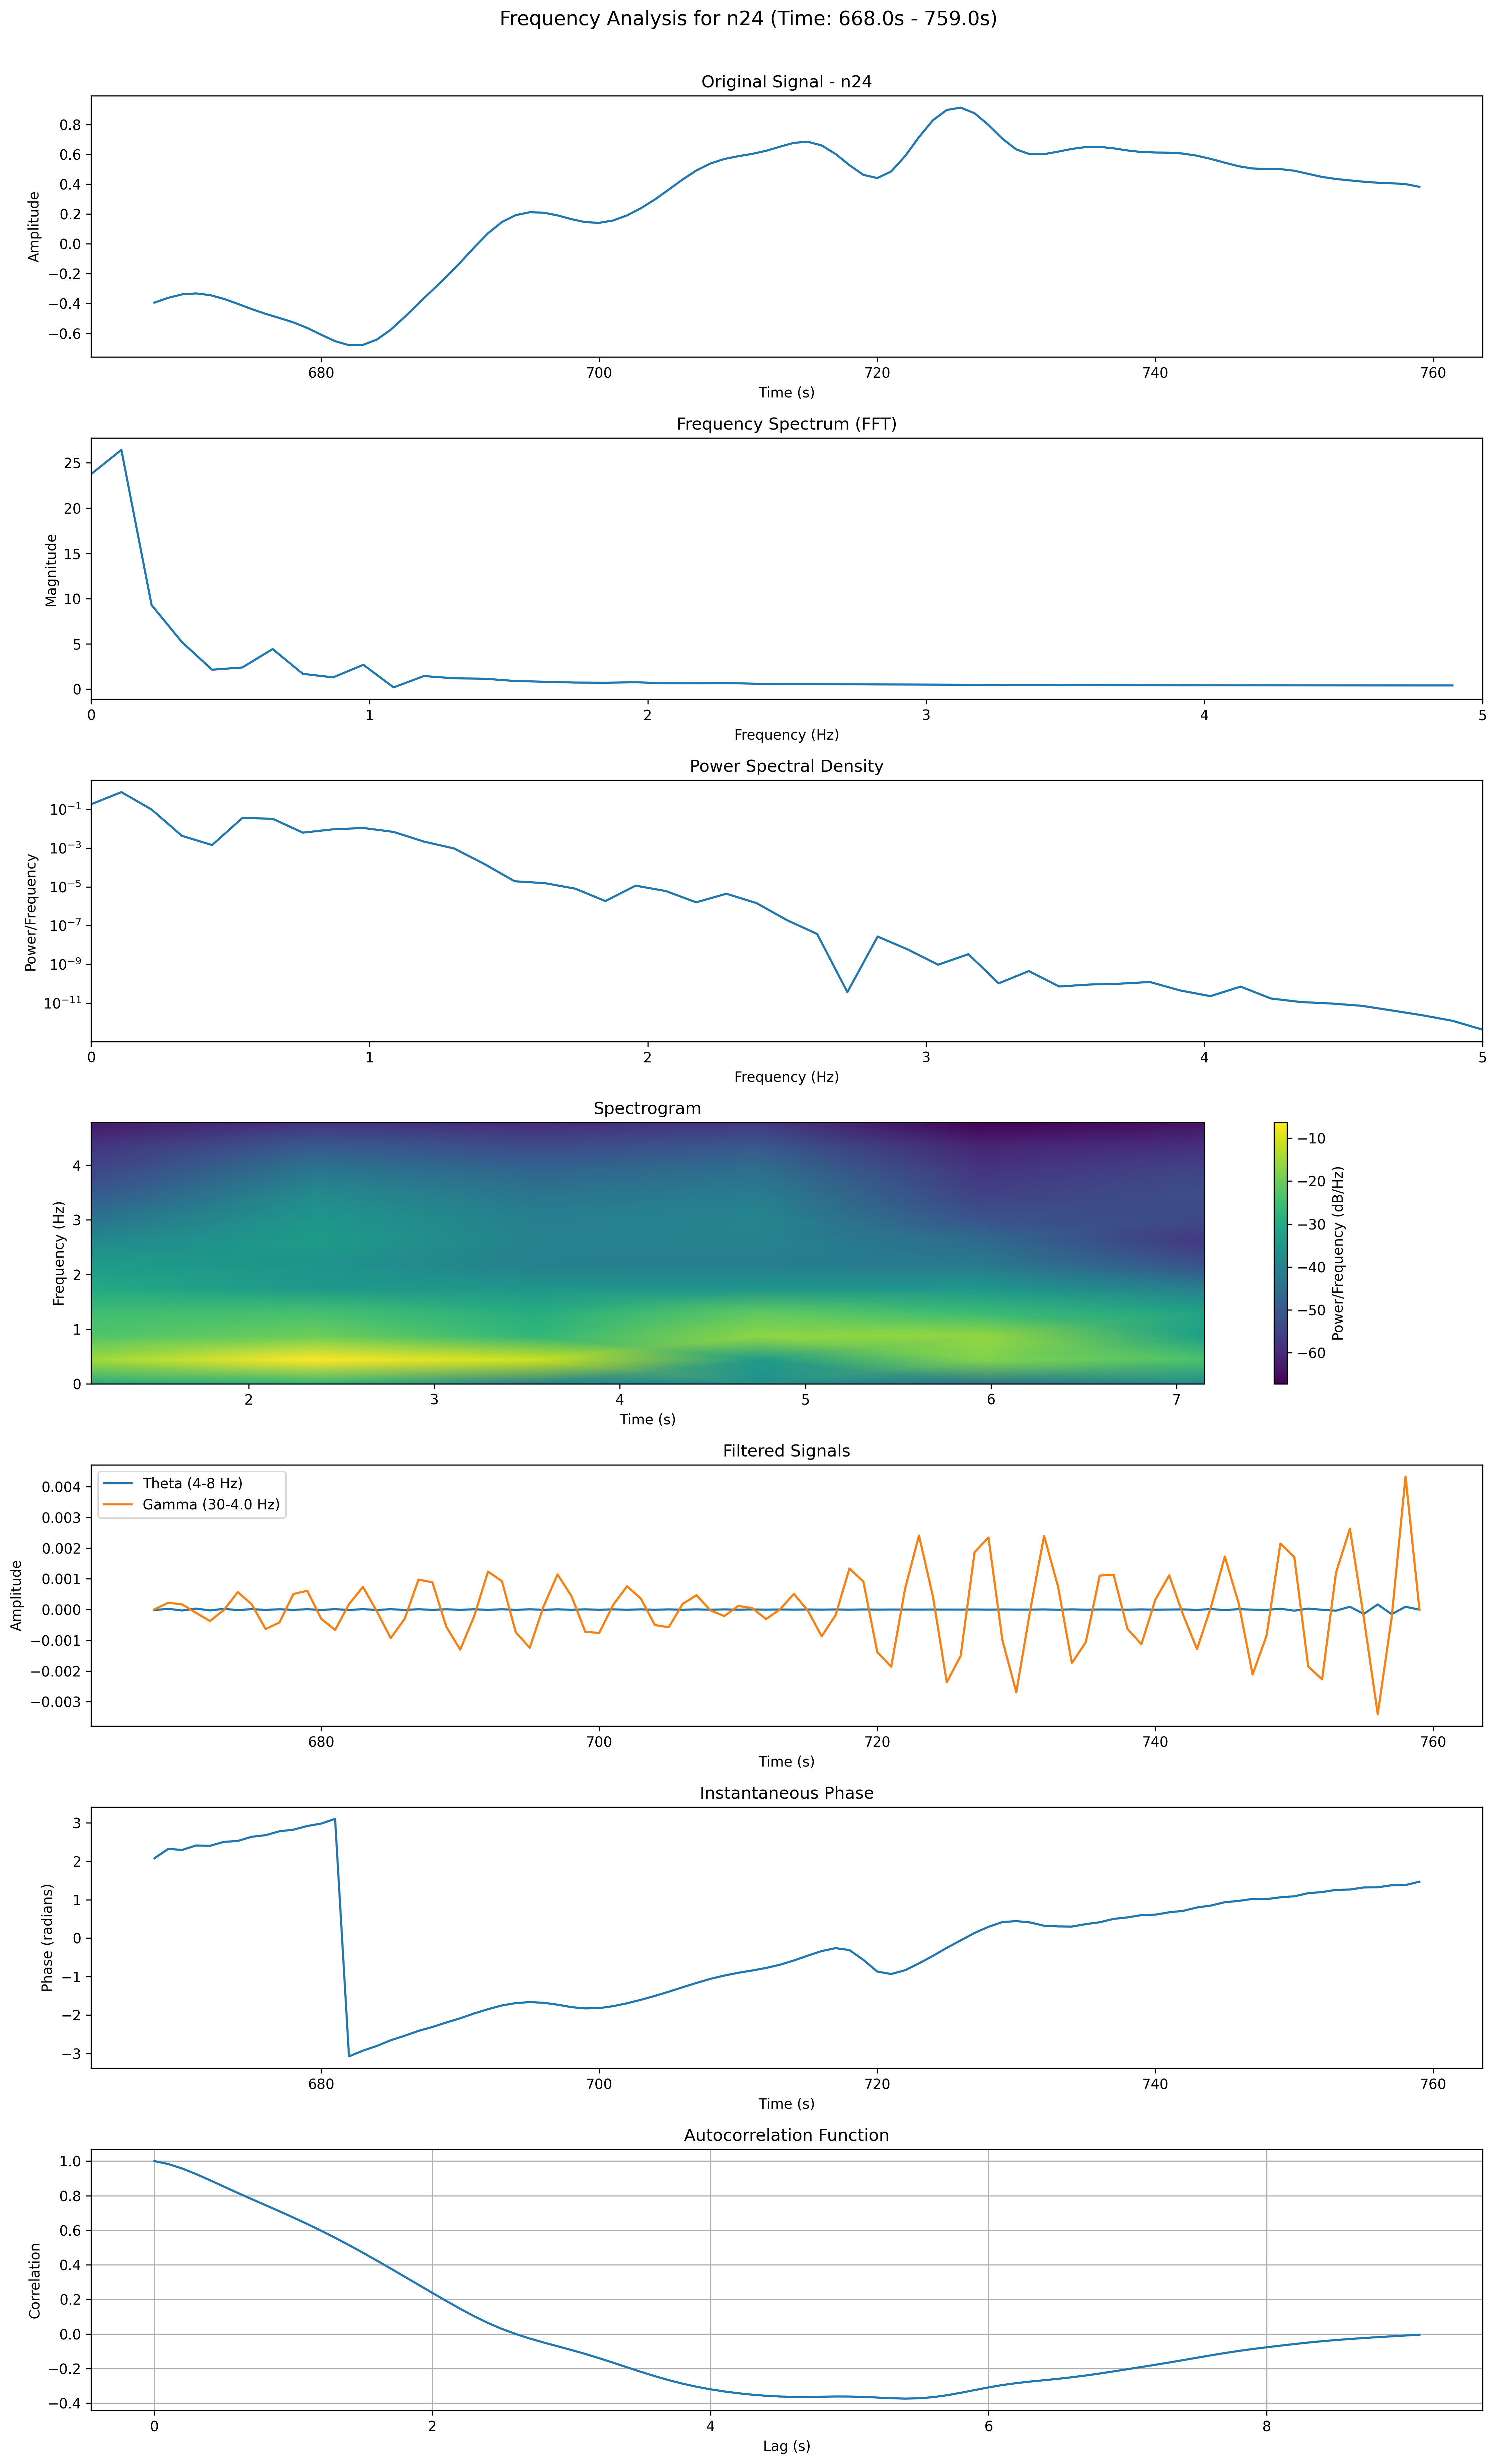 Frequency Analysis for n24 (Time: 668.0s - 759.0s)
Original Signal - n24
0.8
0.6
0.4
0.2
0.0
−0.2
−0.4
−0.6
Amplitude
680 700 720 740 760
Time (s)
Frequency Spectrum (FFT)
25
20
15
10
5
0
Magnitude
0 1 2 3 4 5
Frequency (Hz)
Power Spectral Density
10⁻¹
10⁻³
10⁻⁵
10⁻⁷
10⁻⁹
10⁻¹¹
Power/Frequency
0 1 2 3 4 5
Frequency (Hz)
Spectrogram
4
3
2
1
0
Frequency (Hz)
2 3 4 5 6 7
Time (s)
−10
−20
−30
−40
−50
−60
Power/Frequency (dB/Hz)
Filtered Signals
Theta (4-8 Hz)
Gamma (30-4.0 Hz)
0.004
0.003
0.002
0.001
0.000
−0.001
−0.002
−0.003
Amplitude
680 700 720 740 760
Time (s)
Instantaneous Phase
3
2
1
0
−1
−2
−3
Phase (radians)
680 700 720 740 760
Time (s)
Autocorrelation Function
1.0
0.8
0.6
0.4
0.2
0.0
−0.2
−0.4
Correlation
0 2 4 6 8
Lag (s)